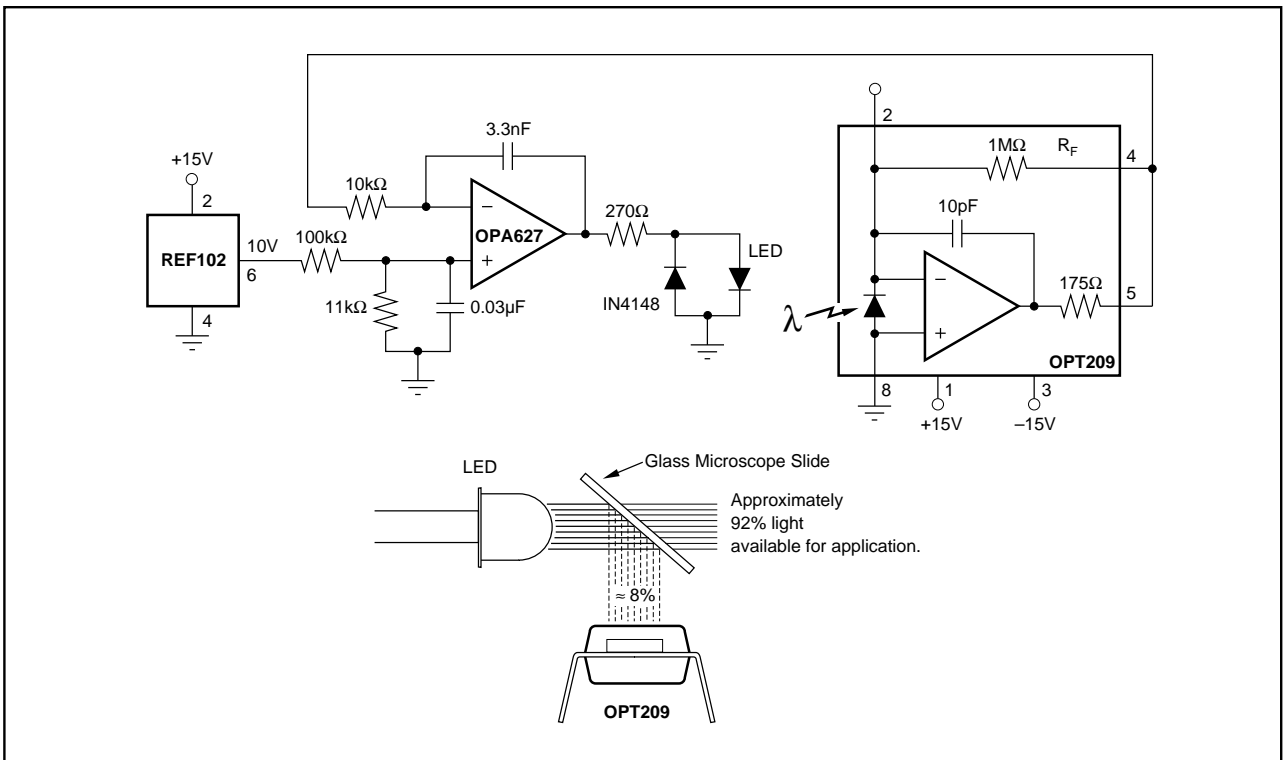 +15V
2
REF102
10V
6
4
100kΩ
10kΩ
11kΩ
0.03µF
3.3nF
–
OPA627
+
270Ω
LED
IN4148
2
1MΩ
R_F
4
10pF
–
175Ω
5
+
λ
OPT209
8
1
3
+15V
–15V
LED
Glass Microscope Slide
Approximately
92% light
available for application.
≈ 8%
OPT209